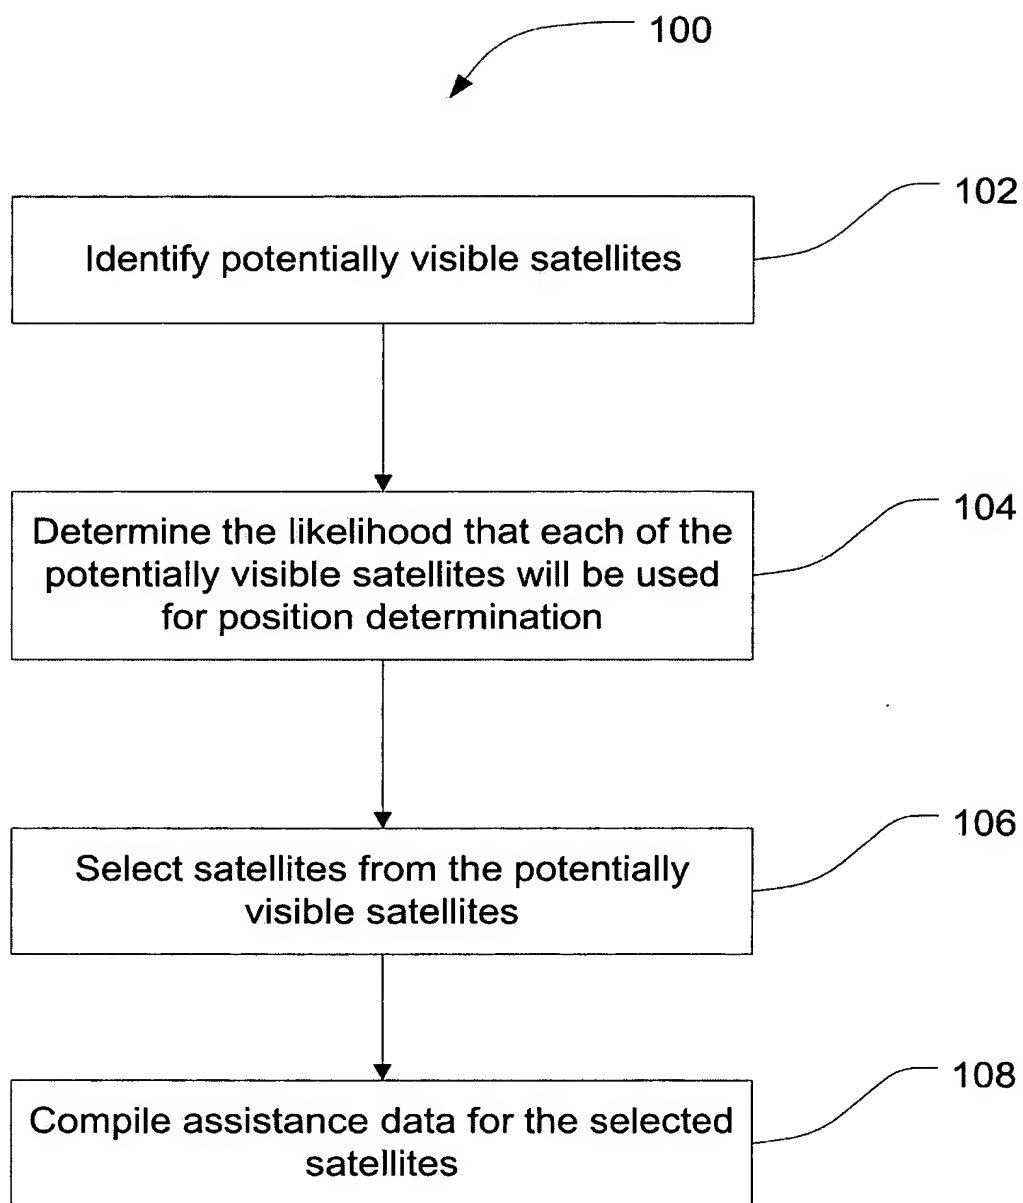 100
102
Identify potentially visible satellites
104
Determine the likelihood that each of the
potentially visible satellites will be used
for position determination
106
Select satellites from the potentially
visible satellites
108
Compile assistance data for the selected
satellites